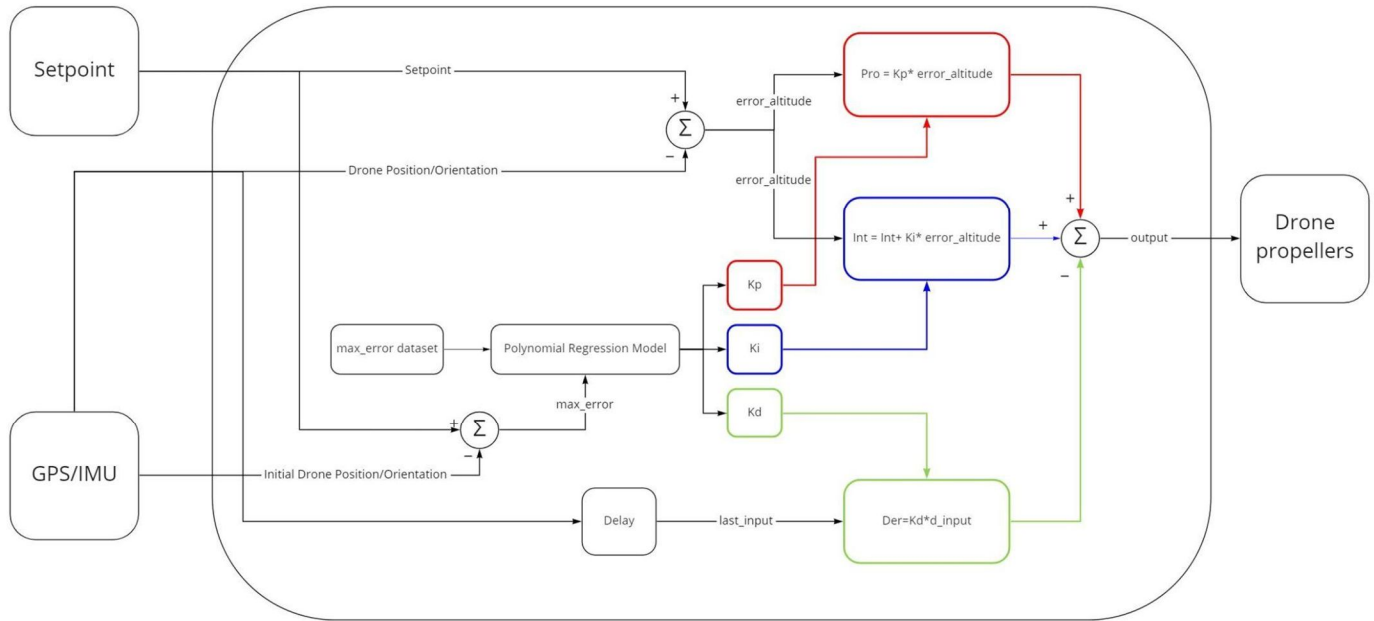 Setpoint
Setpoint
+
Σ
−
Drone Position/Orientation
error_altitude
error_altitude
Pro = Kp* error_altitude
Int = Int+ Ki* error_altitude
+
+
Σ
−
output
Drone
propellers
Kp
Ki
Kd
max_error dataset
Polynomial Regression Model
max_error
+
Σ
−
GPS/IMU
Initial Drone Position/Orientation
Delay
last_input
Der=Kd*d_input